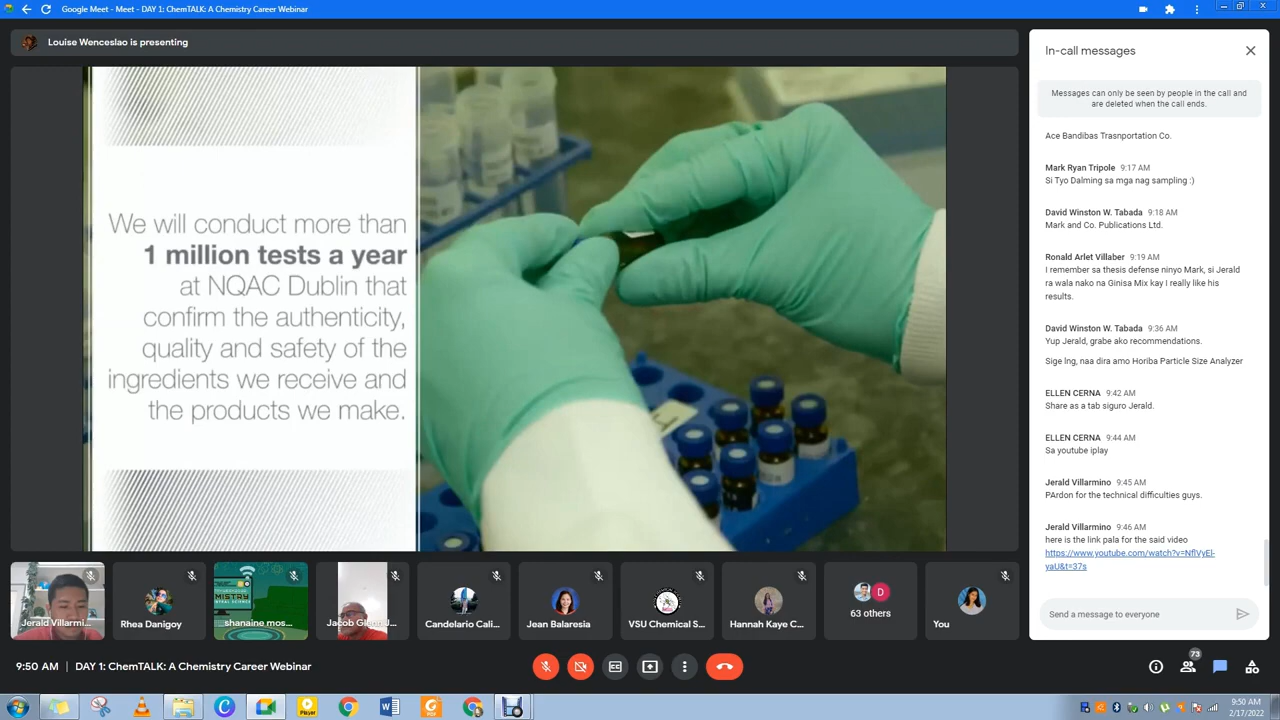 Google Meet - Meet - DAY 1: ChemTALK: A Chemistry Career Webinar
Louise Wenceslao is presenting
We will conduct more than
1 million tests a year
at NQAC Dublin that
confirm the authenticity,
quality and safety of the
ingredients we receive and
the products we make.
In-call messages
Messages can only be seen by people in the call and
are deleted when the call ends.
Ace Bandibas Trasnportation Co.
Mark Ryan Tripole 9:17 AM
Si Tyo Dalming sa mga nag sampling :)
David Winston W. Tabada 9:18 AM
Mark and Co. Publications Ltd.
Ronald Arlet Villaber 9:19 AM
I remember sa thesis defense ninyo Mark, si Jerald
ra wala nako na Ginisa Mix kay I really like his
results.
David Winston W. Tabada 9:36 AM
Yup Jerald, grabe ako recommendations.
Sige lng, naa dira amo Horiba Particle Size Analyzer
ELLEN CERNA 9:42 AM
Share as a tab siguro Jerald.
ELLEN CERNA 9:44 AM
Sa youtube iplay
Jerald Villarmino 9:45 AM
PArdon for the technical difficulties guys.
Jerald Villarmino 9:46 AM
here is the link pala for the said video
https://www.youtube.com/watch?v=NflVyEl-
yaU&t=37s
Send a message to everyone
Jerald Villarmi...
Rhea Danigoy
MISTRY
shanaine mos...
Jacob Glenn J...
Candelario Cali...
Jean Balaresia
VSU Chemical S...
Hannah Kaye C...
D
63 others
You
9:50 AM | DAY 1: ChemTALK: A Chemistry Career Webinar
73
W
9:50 AM
2/17/2022